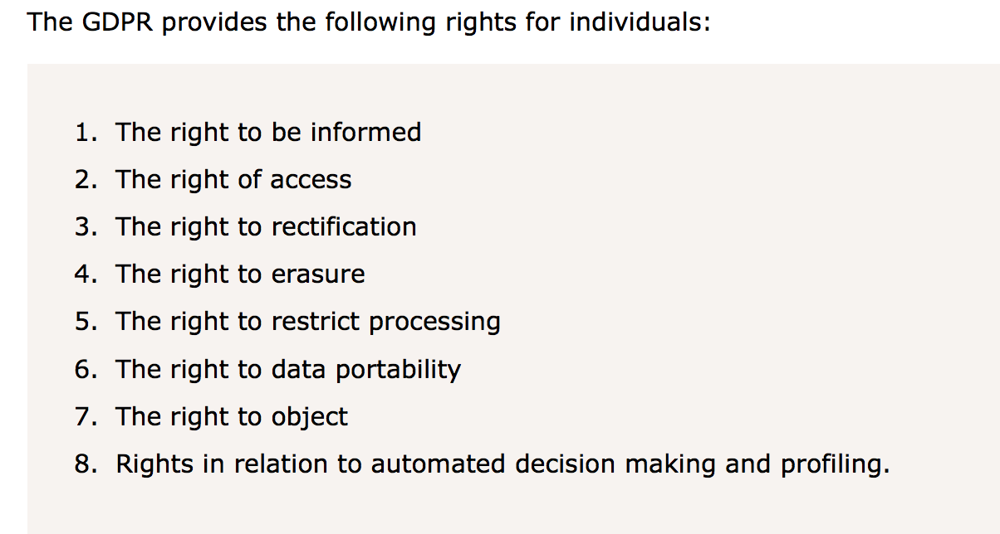 The GDPR provides the following rights for individuals:
1. The right to be informed
2. The right of access
3. The right to rectification
4. The right to erasure
5. The right to restrict processing
6. The right to data portability
7. The right to object
8. Rights in relation to automated decision making and profiling.